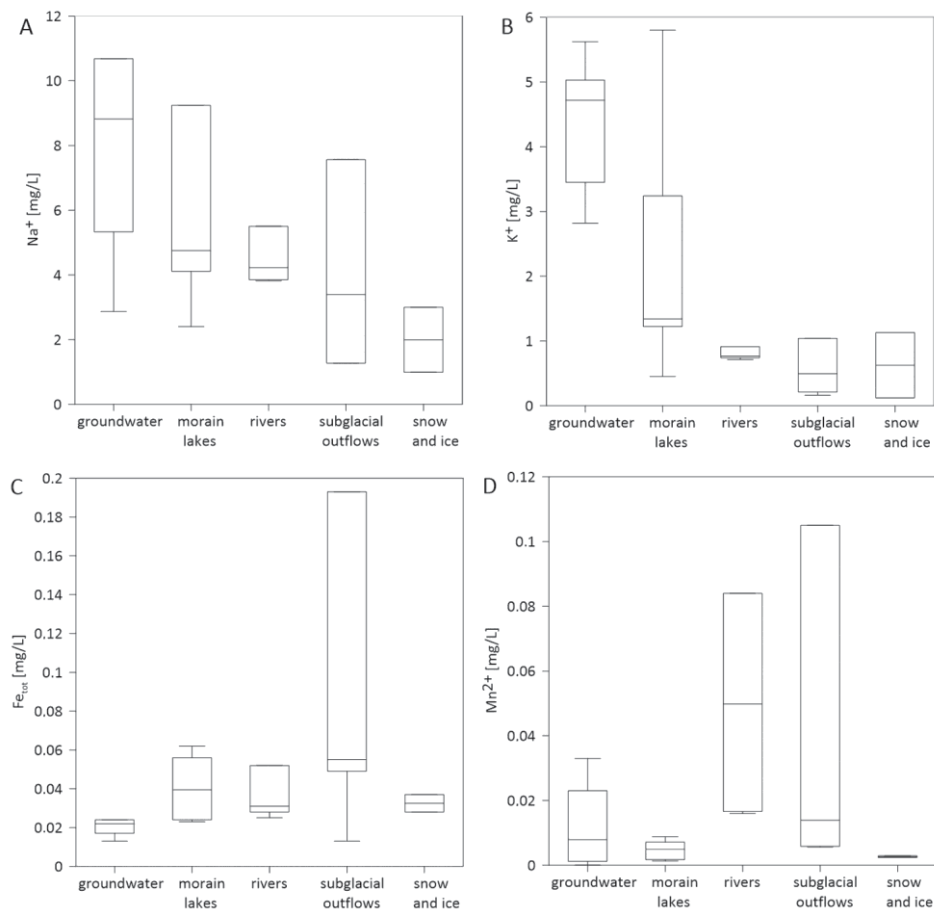 A
12
10
8
6
4
2
0
Na⁺ [mg/L]
groundwater
morain
lakes
rivers
subglacial
outflows
snow
and ice
B
6
5
4
3
2
1
0
K⁺ [mg/L]
groundwater
morain
lakes
rivers
subglacial
outflows
snow
and ice
C
0.2
0.18
0.16
0.14
0.12
0.1
0.08
0.06
0.04
0.02
0
Fe_tot [mg/L]
groundwater
morain
lakes
rivers
subglacial
outflows
snow
and ice
D
0.12
0.1
0.08
0.06
0.04
0.02
0
Mn²⁺ [mg/L]
groundwater
morain
lakes
rivers
subglacial
outflows
snow
and ice